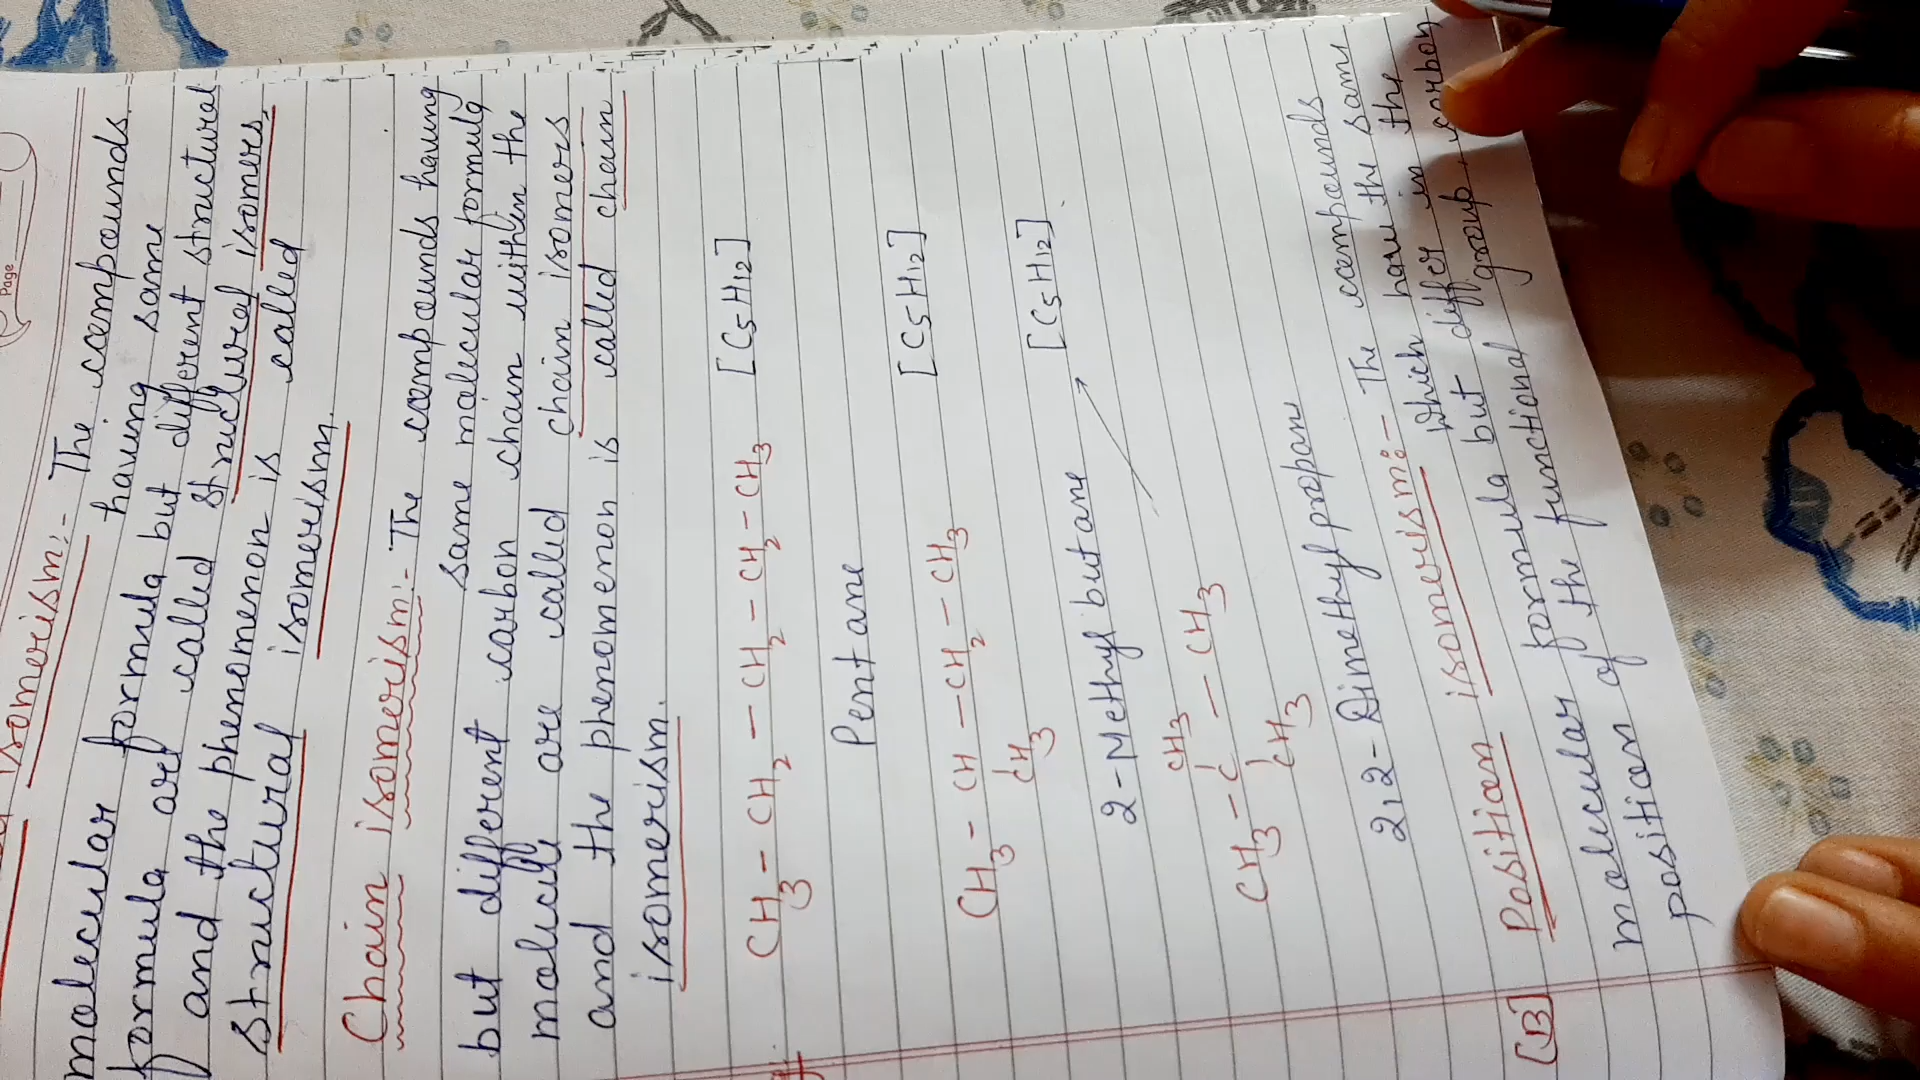 Page
isomerism:- The compounds
having same
molecular formula but different structural
formula are called structural isomers,
and the phenomenon is called
structural isomerism.
Chain isomerism:- The compounds having
same molecular formula
but different carbon chain within the
molecule are called chain isomers
and the phenomenon is called chain
isomerism.
CH3 - CH2 - CH2 - CH2 - CH3 [C5H12]
Pentane
CH3 - CH - CH2 - CH3 [C5H12]
CH3
2-Methyl butane [C5H12]
CH3
CH3 - C - CH3
CH3
2,2-Dimethyl propane
[B] Position isomerism:- The compounds
which have the same
molecular formula but differ in the
position of the functional group, carbon